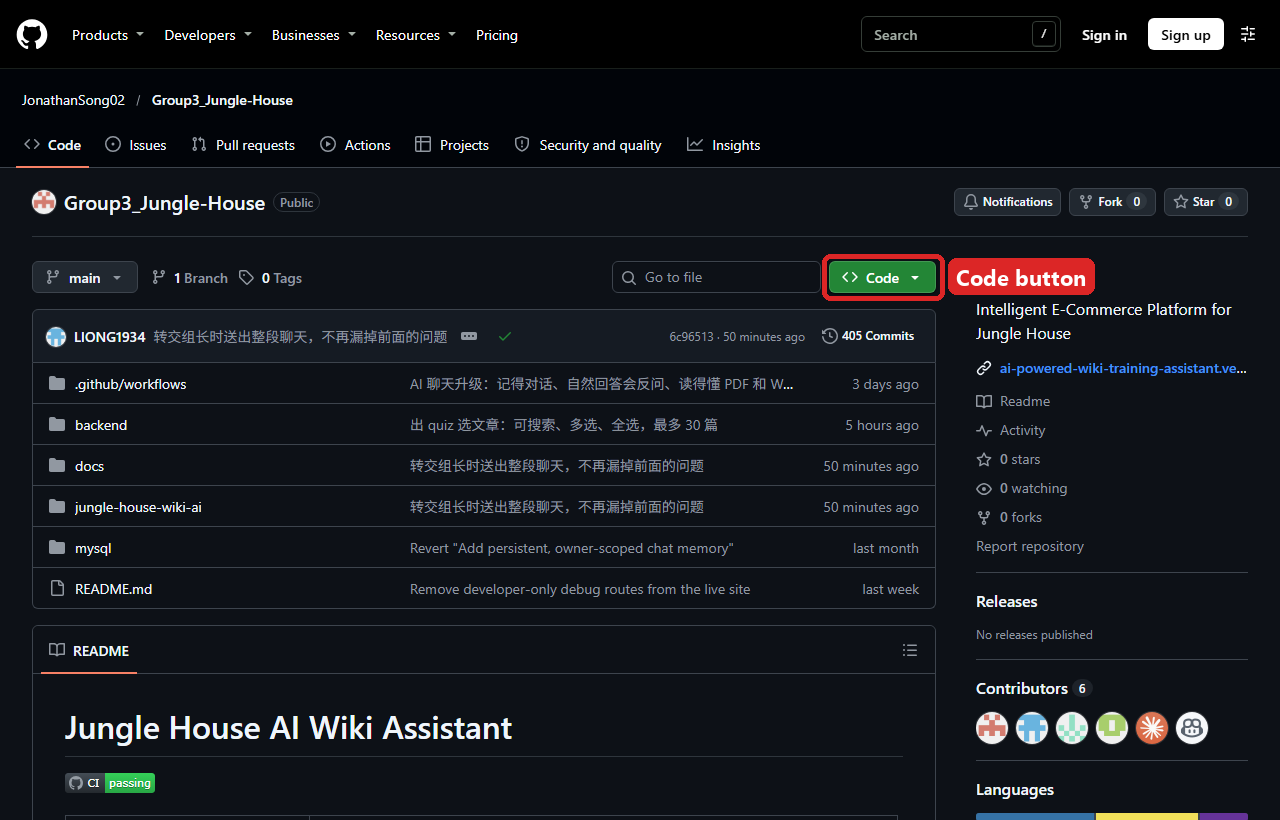 Products Developers Businesses Resources Pricing Search / Sign in Sign up
JonathanSong02 / Group3_Jungle-House
Code Issues Pull requests Actions Projects Security and quality Insights
Group3_Jungle-House Public Notifications Fork 0 Star 0
main 1 Branch 0 Tags Go to file Code Code button
LIONG1934 转交组长时送出整段聊天，不再漏掉前面的问题 6c96513 · 50 minutes ago 405 Commits
.github/workflows AI 聊天升级：记得对话、自然回答会反问、读得懂 PDF 和 W... 3 days ago
backend 出 quiz 选文章：可搜索、多选、全选，最多 30 篇 5 hours ago
docs 转交组长时送出整段聊天，不再漏掉前面的问题 50 minutes ago
jungle-house-wiki-ai 转交组长时送出整段聊天，不再漏掉前面的问题 50 minutes ago
mysql Revert "Add persistent, owner-scoped chat memory" last month
README.md Remove developer-only debug routes from the live site last week
README
Jungle House AI Wiki Assistant
CI passing
Intelligent E-Commerce Platform for
Jungle House
ai-powered-wiki-training-assistant.ve...
Readme
Activity
0 stars
0 watching
0 forks
Report repository
Releases
No releases published
Contributors 6
Languages